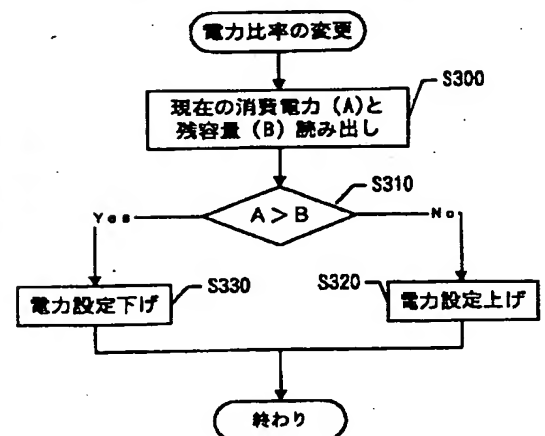 電力比率の変更
S300
現在の消費電力 (A)と
残容量 (B) 読み出し
S310
A＞B
Yes
No
S330
電力設定下げ
S320
電力設定上げ
終わり